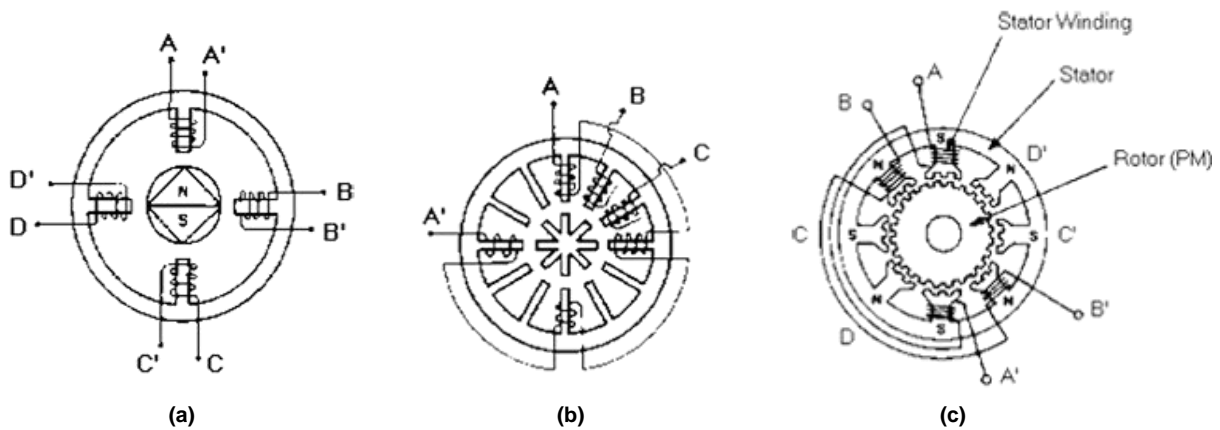 A
A'
D'
N
B
D
S
B'
C'
C
(a)
A
B
C
A'
(b)
Stator Winding
A
Stator
B
S
D'
N
N
Rotor (PM)
C
S
S
C'
N
N
B'
D
S
A'
(c)